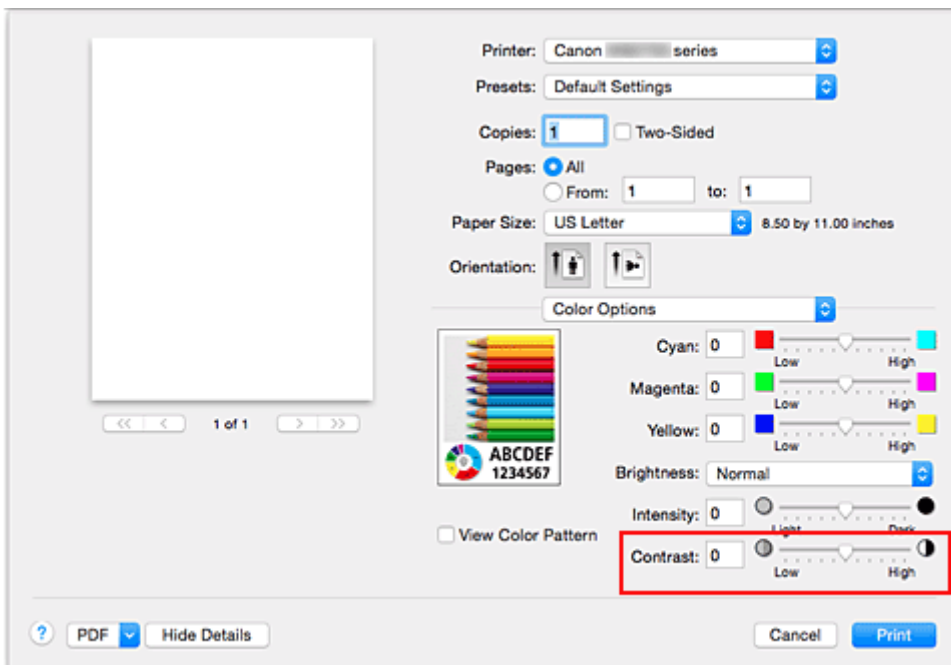 Printer: Canon series
Presets: Default Settings
Copies: 1 Two-Sided
Pages: All
From: 1 to: 1
Paper Size: US Letter 8.50 by 11.00 inches
Orientation:
Color Options
Cyan: 0
Low High
Magenta: 0
Low High
Yellow: 0
Low High
ABCDEF
1234567
Brightness: Normal
Intensity: 0
Light Dark
View Color Pattern
Contrast: 0
Low High
<< < 1 of 1 > >>
? PDF Hide Details Cancel Print